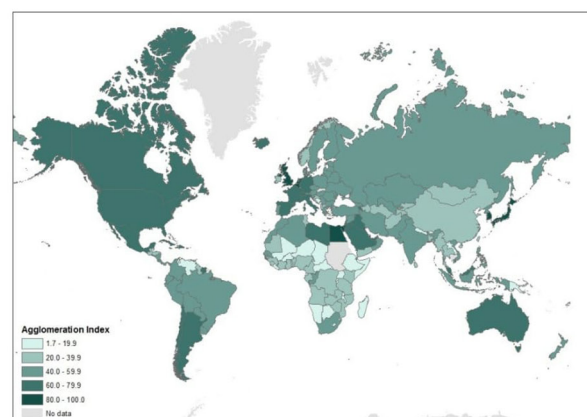 Agglomeration Index
1.7 - 19.9
20.0 - 39.9
40.0 - 59.9
60.0 - 79.9
80.0 - 100.0
No data